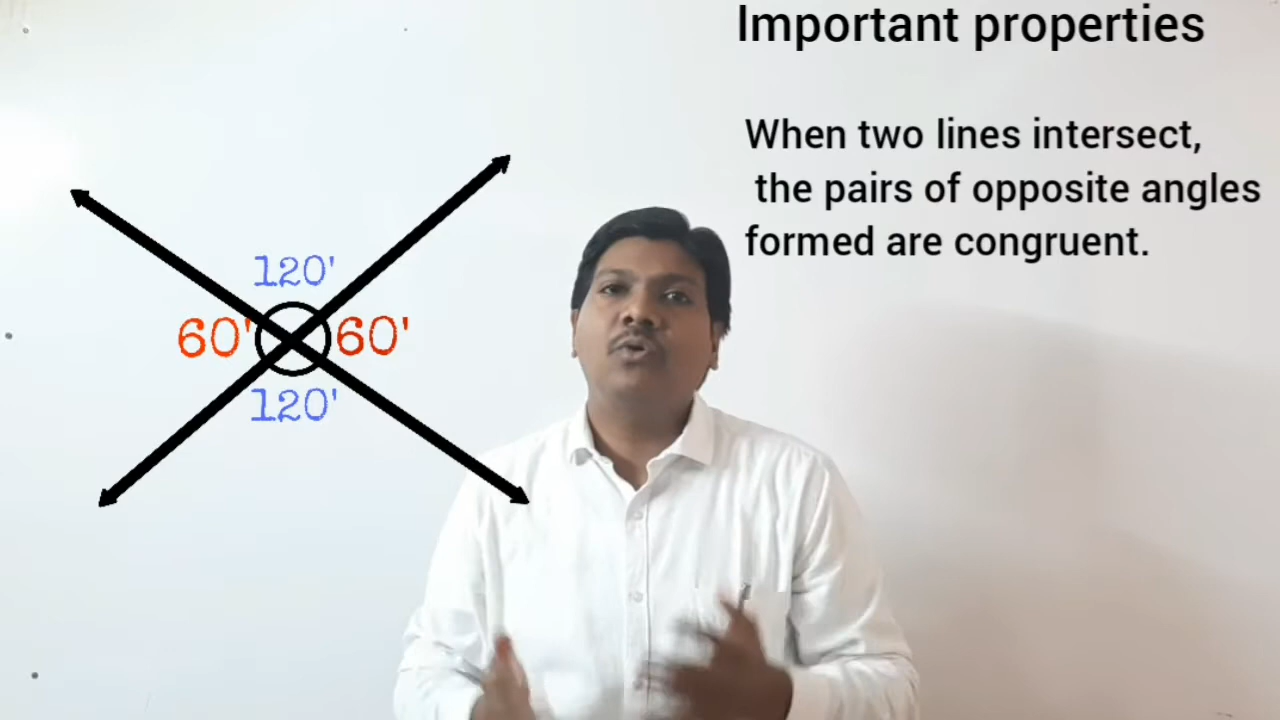 Important properties
When two lines intersect,
the pairs of opposite angles
formed are congruent.
120'
60' 60'
120'